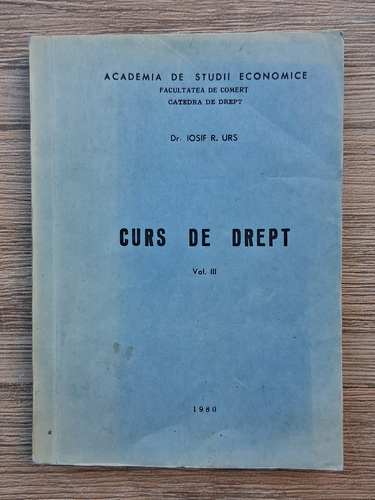 ACADEMIA DE STUDII ECONOMICE
FACULTATEA DE COMERT
CATEDRA DE DREPT
Dr. IOSIF R. URS
CURS DE DREPT
Vol. III
1980